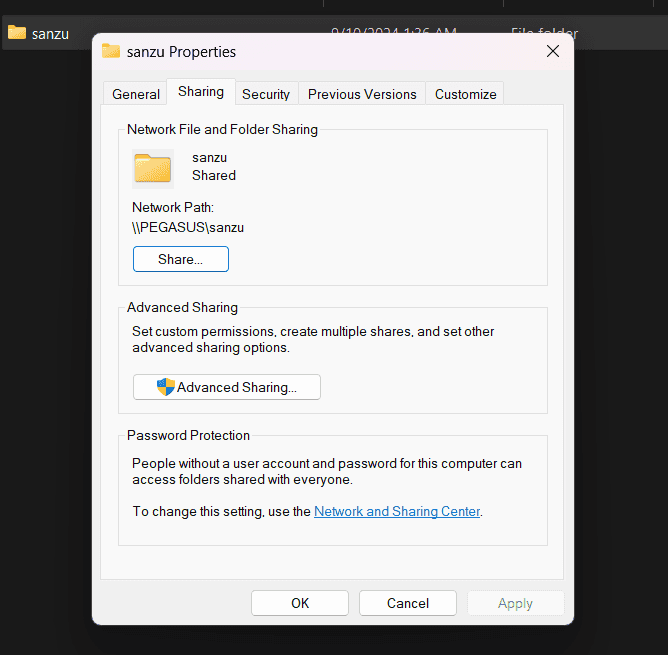 sanzu 9/10/2024 1:36 AM File folder
sanzu Properties
General Sharing Security Previous Versions Customize
Network File and Folder Sharing
sanzu
Shared
Network Path:
\\PEGASUS\sanzu
Share...
Advanced Sharing
Set custom permissions, create multiple shares, and set other
advanced sharing options.
Advanced Sharing...
Password Protection
People without a user account and password for this computer can
access folders shared with everyone.
To change this setting, use the Network and Sharing Center.
OK Cancel Apply